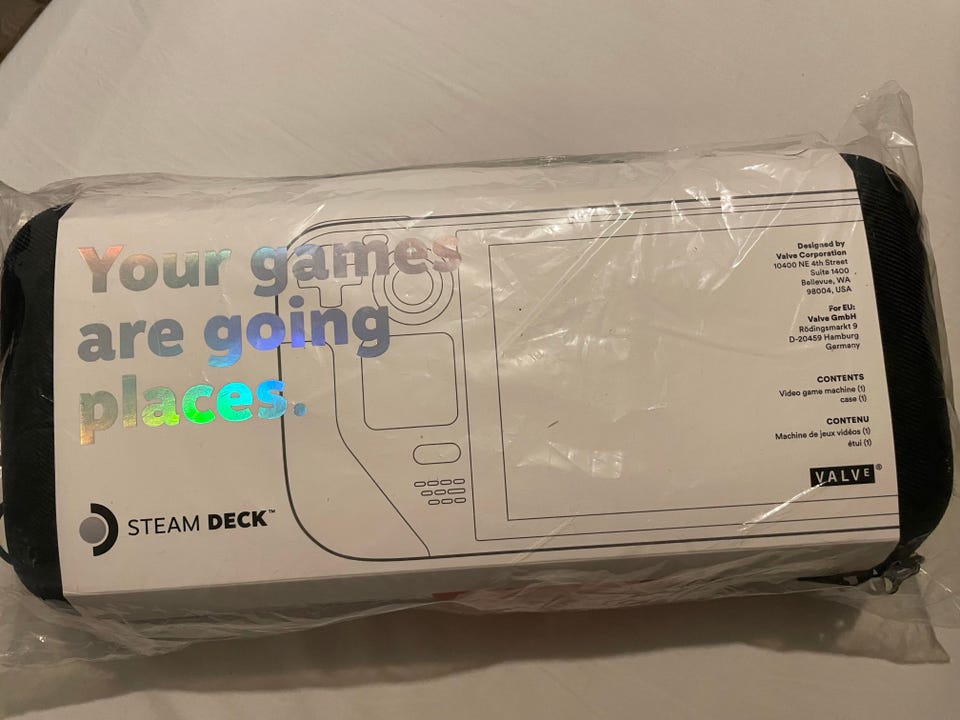 Your games
are going
places.
STEAM DECK™
Designed by
Valve Corporation
10400 NE 4th Street
Suite 1400
Bellevue, WA
98004, USA
For EU:
Valve GmbH
Rödingsmarkt 9
D-20459 Hamburg
Germany
CONTENTS
Video game machine (1)
case (1)
CONTENU
Machine de jeux vidéos (1)
étui (1)
VALVE®